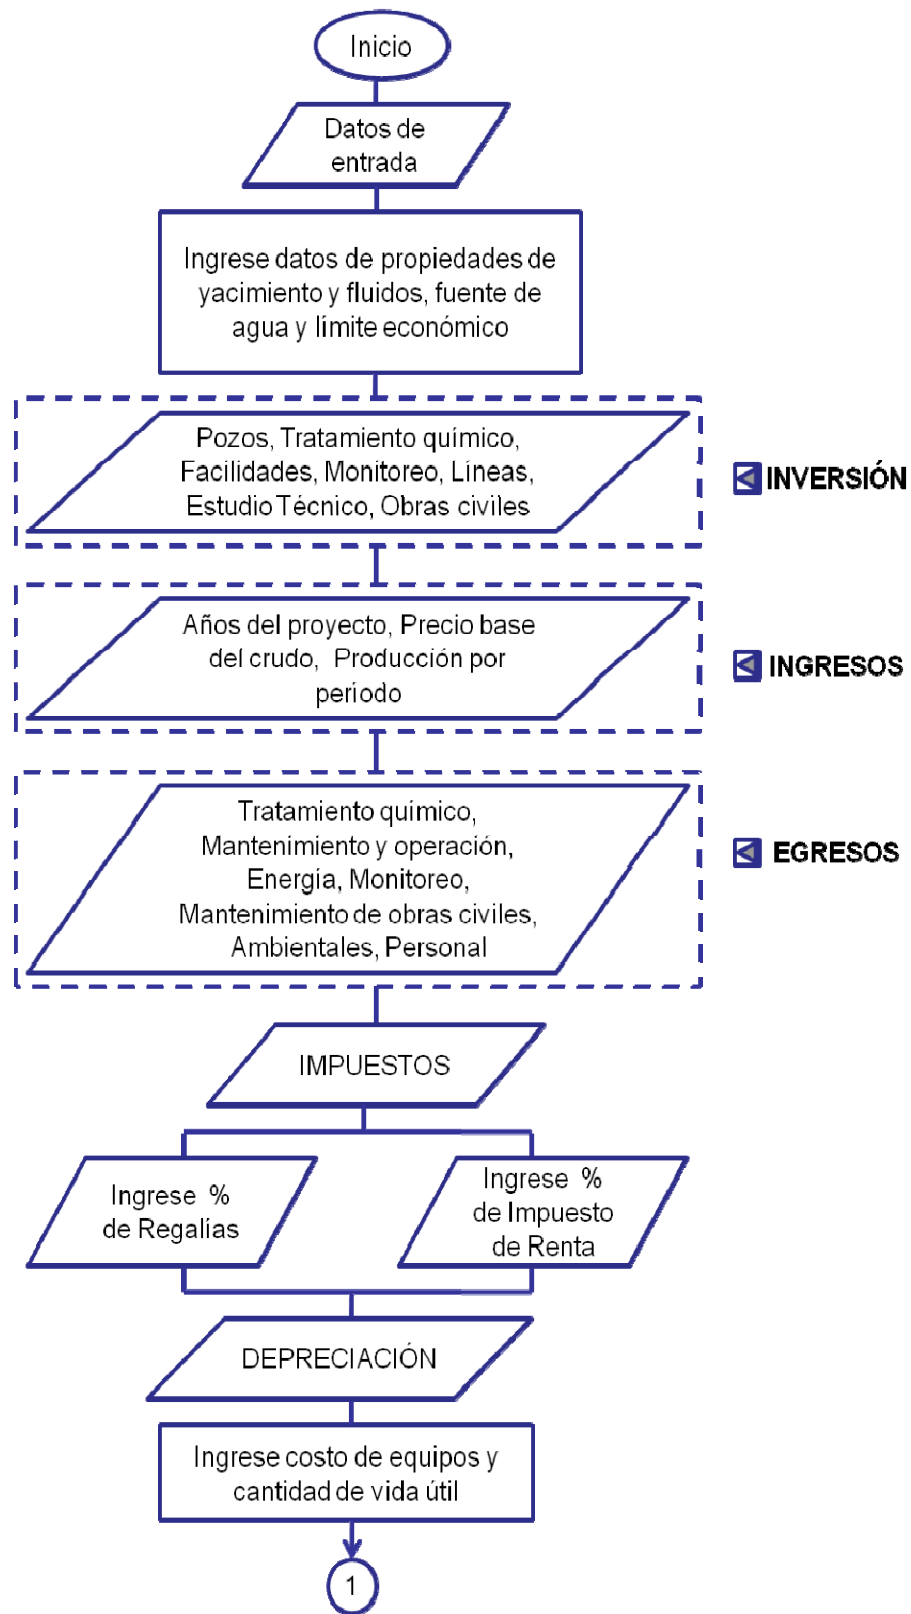 Inicio
Datos de
entrada
Ingrese datos de propiedades de
yacimiento y fluidos, fuente de
agua y límite económico
Pozos, Tratamiento químico,
Facilidades, Monitoreo, Líneas,
Estudio Técnico, Obras civiles
INVERSIÓN
Años del proyecto, Precio base
del crudo, Producción por
período
INGRESOS
Tratamiento químico,
Mantenimiento y operación,
Energía, Monitoreo,
Mantenimiento de obras civiles,
Ambientales, Personal
EGRESOS
IMPUESTOS
Ingrese %
de Regalías
Ingrese %
de Impuesto
de Renta
DEPRECIACIÓN
Ingrese costo de equipos y
cantidad de vida útil
1